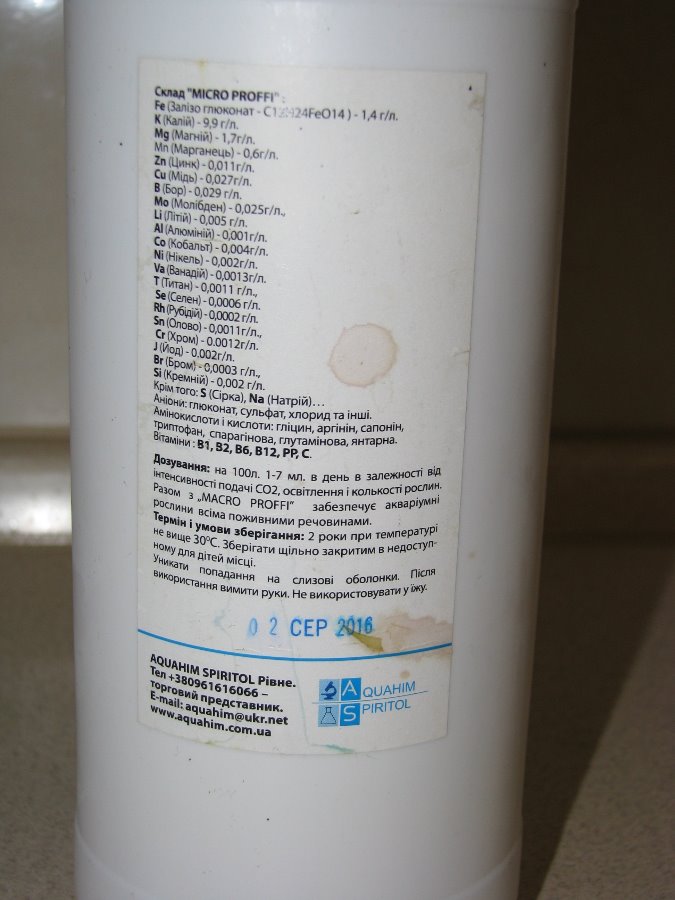 Склад "MICRO PROFFI" :
Fe (Залізо глюконат - C12H24FeO14 ) - 1,4 г/л.
K (Калій) - 9,9 г/л.
Mg (Магній) - 1,7г/л.
Mn (Марганець) - 0,6г/л.
Zn (Цинк) - 0,011г/л.
Cu (Мідь) - 0,027г/л.
B (Бор) - 0,029 г/л.
Mo (Молібден) - 0,025г/л.,
Li (Літій) - 0,005 г/л.
Al (Алюміній) - 0,001г/л.
Co (Кобальт) - 0,004г/л.
Ni (Нікель) - 0,002г/л.
Va (Ванадій) - 0,0013г/л.
T (Титан) - 0,0011 г/л.,
Se (Селен) - 0,0006 г/л.
Rh (Рубідій) - 0,0002 г/л.
Sn (Олово) - 0,0011г/л.,
Cr (Хром) - 0.0012г/л.
J (Йод) - 0.002г/л.
Br (Бром) - 0,0003 г/л.,
Si (Кремній) - 0,002 г/л.
Крім того: S (Сірка), Na (Натрій)…
Аніони: глюконат, сульфат, хлорид та інші.
Амінокислоти і кислоти: гліцин, аргінін, сапонін,
триптофан, спарагінова, глутамінова, янтарна.
Вітаміни : B1, B2, B6, B12, PP, C.
Дозування: на 100л. 1-7 мл. в день в залежності від
інтенсивності подачі CO2, освітлення і колькості рослин.
Разом з „MACRO PROFFI" забезпечує акваріумні
рослини всіма поживними речовинами.
Термін і умови зберігання: 2 роки при температурі
не вище 30⁰C. Зберігати щільно закритим в недоступ-
ному для дітей місці.
Уникати попадання на слизові оболонки. Після
використання вимити руки. Не використовувати у їжу.
02 СЕР 2016
AQUAHIM SPIRITOL Рівне.
Тел +380961616066 –
торговий представник.
E-mail: aquahim@ukr.net
www.aquahim.com.ua
AQUAHIM
SPIRITOL